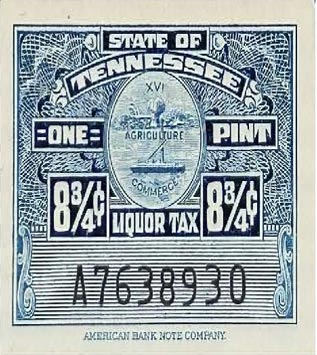 STATE OF
TENNESSEE
XVI
AGRICULTURE
ONE PINT
COMMERCE
8¾¢ LIQUOR TAX 8¾¢
A7638930
AMERICAN BANK NOTE COMPANY.